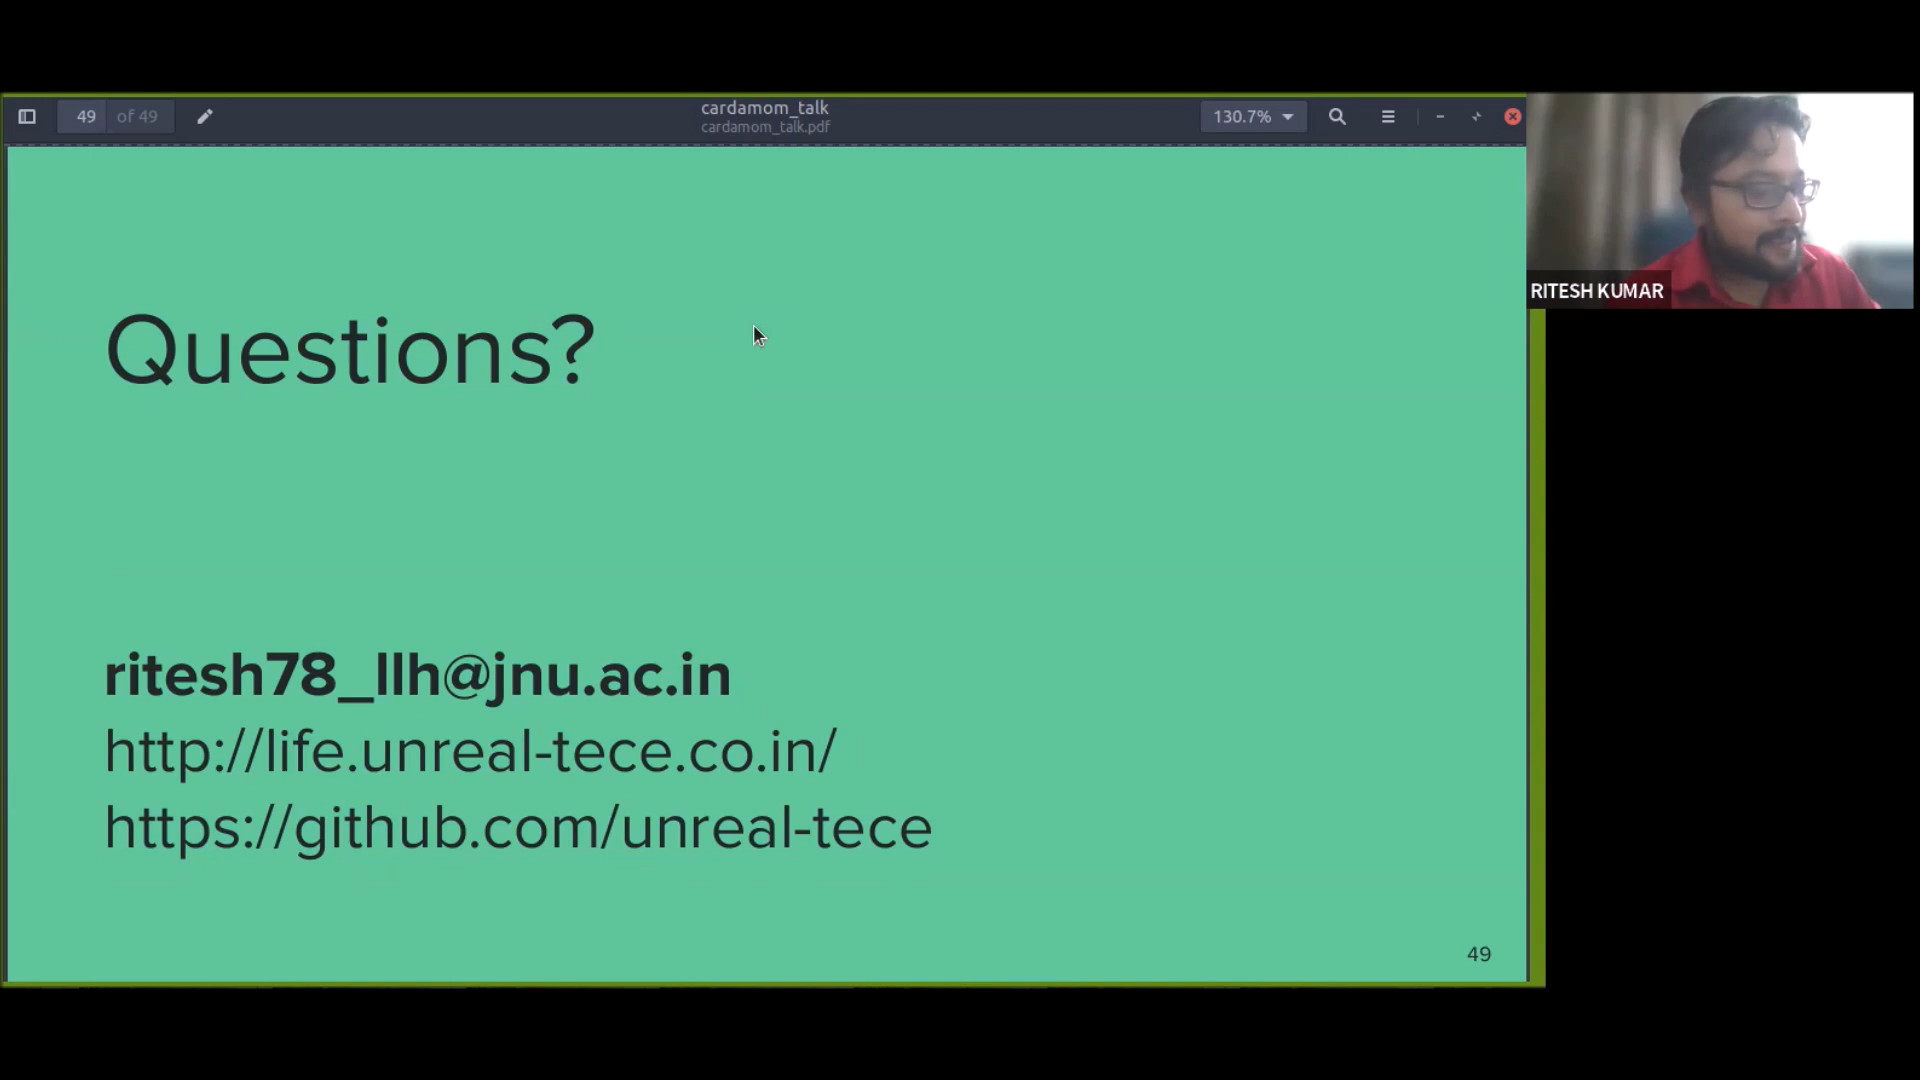 49 of 49
cardamom_talk
cardamom_talk.pdf
130.7%
RITESH KUMAR
Questions?
ritesh78_llh@jnu.ac.in
http://life.unreal-tece.co.in/
https://github.com/unreal-tece
49